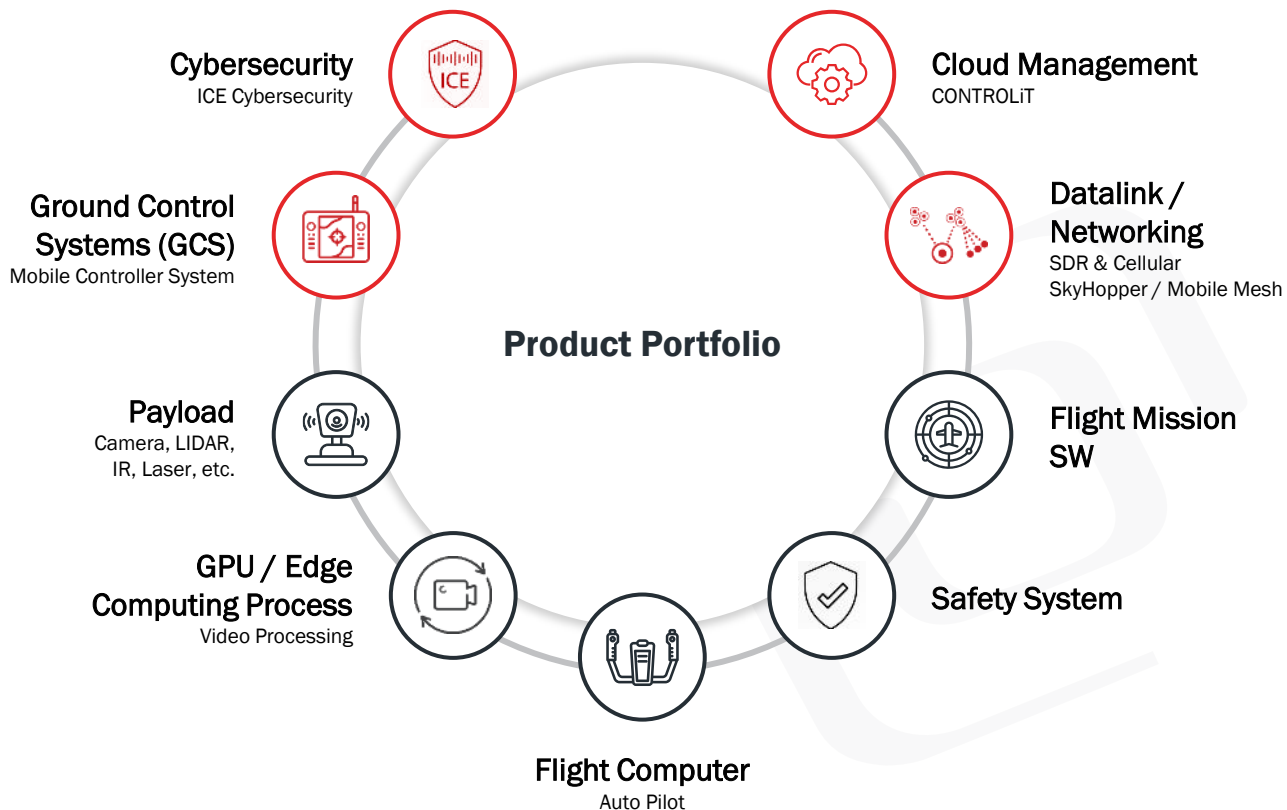 Cybersecurity
ICE Cybersecurity
ICE
Cloud Management
CONTROLiT
Ground Control
Systems (GCS)
Mobile Controller System
Datalink /
Networking
SDR & Cellular
SkyHopper / Mobile Mesh
Product Portfolio
Payload
Camera, LIDAR,
IR, Laser, etc.
Flight Mission
SW
GPU / Edge
Computing Process
Video Processing
Safety System
Flight Computer
Auto Pilot